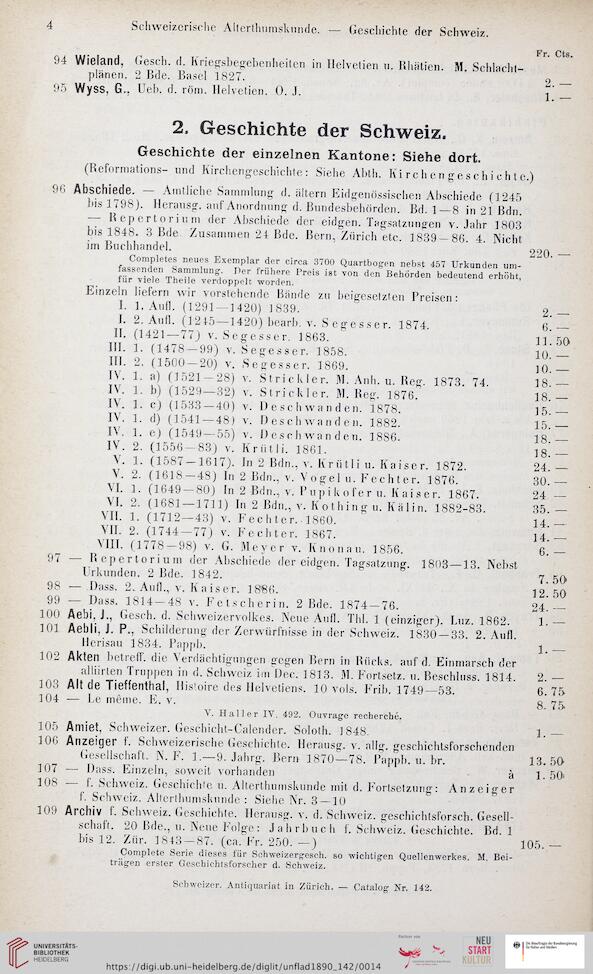 4 Schweizerische Alterthumskunde. — Geschichte der Schweiz.
Fr. Cts.
94 Wieland, Gesch. d. Kriegsbegebenheiten in Helvetien u. Rhätien. M. Schlacht-
plänen. 2 Bde. Basel 1827. 2. —
95 Wyss, G., Ueb. d. röm. Helvetien. O. J. 1. —
2. Geschichte der Schweiz.
Geschichte der einzelnen Kantone: Siehe dort.
(Reformations- und Kirchengeschichte: Siehe Abth. Kirchengeschichte.)
96 Abschiede. — Amtliche Sammlung d. ältern Eidgenössischen Abschiede (1245
bis 1798). Herausg. auf Anordnung d. Bundesbehörden. Bd. 1—8 in 21 Bdn.
— Repertorium der Abschiede der eidgen. Tagsatzungen v. Jahr 1803
bis 1848. 3 Bde Zusammen 24 Bde. Bern, Zürich etc. 1839—86. 4. Nicht
im Buchhandel. 220. —
Completes neues Exemplar der circa 3700 Quartbogen nebst 457 Urkunden um-
fassenden Sammlung. Der frühere Preis ist von den Behörden bedeutend erhöht,
für viele Theile verdoppelt worden.
Einzeln liefern wir vorstehende Bände zu beigesetzten Preisen:
I. 1. Aufl. (1291—1420) 1839. 2. —
I. 2. Aufl. (1245—1420) bearb. v. Segesser. 1874. 6. —
II. (1421—77) v. Segesser. 1863. 11. 50
III. 1. (1478—99) v. Segesser. 1858. 10. —
III. 2. (1500—20) v. Segesser. 1869. 10. —
IV. 1. a) (1521—28) v. Strickler. M. Anh. u. Reg. 1873. 74. 18. —
IV. 1. b) (1529—32) v. Strickler. M. Reg. 1876. 18. —
IV. 1. c) (1533—40) v. Deschwanden. 1878. 15. —
IV. 1. d) (1541—48) v. Deschwanden. 1882. 15. —
IV. 1. e) (1549—55) v. Deschwanden. 1886. 18. —
IV. 2. (1556—83) v. Krütli. 1861. 18. —
V. 1. (1587—1617). In 2 Bdn., v. Krütli u. Kaiser. 1872. 24. —
V. 2. (1618—48) In 2 Bdn., v. Vogel u. Fechter. 1876. 30. —
VI. 1. (1649—80) In 2 Bdn., v. Pupikofer u. Kaiser. 1867. 24 —
VI. 2. (1681—1711) In 2 Bdn., v. Kothing u. Kälin. 1882-83. 35. —
VII. 1. (1712—43) v. Fechter. 1860. 14. —
VII. 2. (1744—77) v. Fechter. 1867. 14. —
VIII. (1778—98) v. G. Meyer v. Knonau. 1856. 6. —
97 — Repertorium der Abschiede der eidgen. Tagsatzung. 1803—13. Nebst
Urkunden. 2 Bde. 1842. 7. 50
98 — Dass. 2. Aufl., v. Kaiser. 1886. 12. 50
99 — Dass. 1814—48 v. Fetscherin. 2 Bde. 1874—76. 24. —
100 Aebi, J., Gesch. d. Schweizervolkes. Neue Aufl. Thl. 1 (einziger). Luz. 1862. 1. —
101 Aebli, J. P., Schilderung der Zerwürfnisse in der Schweiz. 1830—33. 2. Aufl.
Herisau 1834. Pappb. 1. —
102 Akten betreff. die Verdächtigungen gegen Bern in Rücks. auf d. Einmarsch der
alliirten Truppen in d. Schweiz im Dec. 1813. M. Fortsetz. u. Beschluss. 1814. 2. —
103 Alt de Tieffenthal, Histoire des Helvetiens. 10 vols. Frib. 1749—53. 6. 75
104 — Le même. E. v. 8. 75
V. Haller IV. 492. Ouvrage recherché.
105 Amiet, Schweizer. Geschicht-Calender. Soloth. 1848. 1. —
106 Anzeiger f. Schweizerische Geschichte. Herausg. v. allg. geschichtsforschenden
Gesellschaft. N. F. 1.—9. Jahrg. Bern 1870—78. Pappb. u. br. 13. 50
107 — Dass. Einzeln, soweit vorhanden à 1. 50
108 — f. Schweiz. Geschichte u. Alterthumskunde mit d. Fortsetzung: Anzeiger
f. Schweiz. Alterthumskunde: Siehe Nr. 3—10
109 Archiv f. Schweiz. Geschichte. Herausg. v. d. Schweiz. geschichtsforsch. Gesell-
schaft. 20 Bde., u. Neue Folge: Jahrbuch f. Schweiz. Geschichte. Bd. 1
bis 12. Zür. 1843—87. (ca. Fr. 250. —) 105. —
Complete Serie dieses für Schweizergesch. so wichtigen Quellenwerkes. M. Bei-
trägen erster Geschichtsforscher d. Schweiz.
Schweizer. Antiquariat in Zürich. — Catalog Nr. 142.
UNIVERSITÄTS-
BIBLIOTHEK
HEIDELBERG
https://digi.ub.uni-heidelberg.de/diglit/unflad1890_142/0014
NEU
START
KULTUR